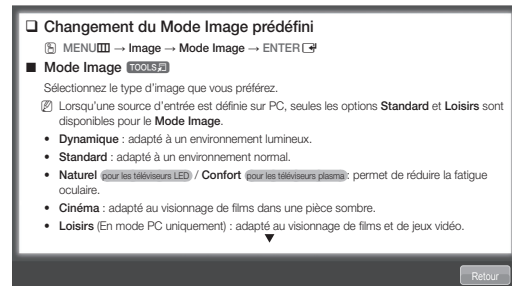 ❑ Changement du Mode Image prédéfini
MENU → Image → Mode Image → ENTER
■ Mode Image TOOLS
Sélectionnez le type d'image que vous préférez.
Lorsqu'une source d'entrée est définie sur PC, seules les options Standard et Loisirs sont
disponibles pour le Mode Image.
• Dynamique : adapté à un environnement lumineux.
• Standard : adapté à un environnement normal.
• Naturel pour les téléviseurs LED / Confort pour les téléviseurs plasma : permet de réduire la fatigue
oculaire.
• Cinéma : adapté au visionnage de films dans une pièce sombre.
• Loisirs (En mode PC uniquement) : adapté au visionnage de films et de jeux vidéo.
▼
Retour